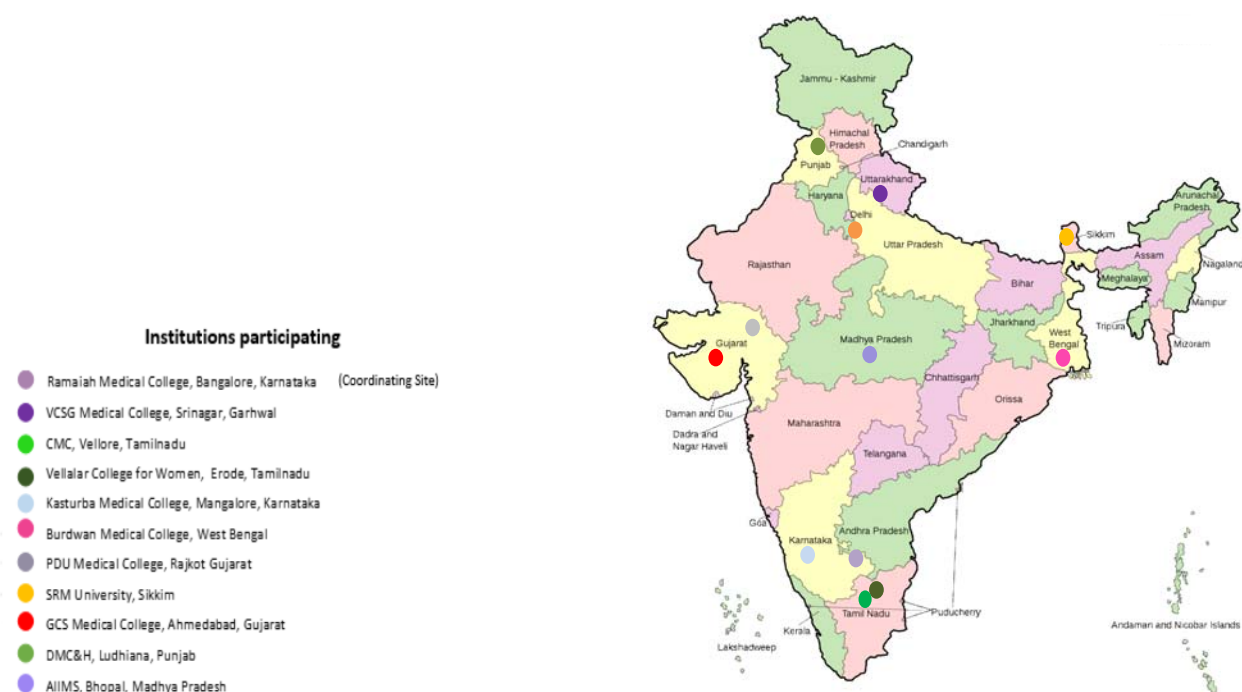 Institutions participating
Ramaiah Medical College, Bangalore, Karnataka (Coordinating Site)
VCSG Medical College, Srinagar, Garhwal
CMC, Vellore, Tamilnadu
Vellalar College for Women, Erode, Tamilnadu
Kasturba Medical College, Mangalore, Karnataka
Burdwan Medical College, West Bengal
PDU Medical College, Rajkot Gujarat
SRM University, Sikkim
GCS Medical College, Ahmedabad, Gujarat
DMC&H, Ludhiana, Punjab
AIIMS, Bhopal, Madhya Pradesh
Jammu - Kashmir
Himachal
Pradesh
Chandigarh
Punjab
Uttarakhand
Haryana
Delhi
Uttar Pradesh
Rajasthan
Arunachal
Pradesh
Sikkim
Assam
Nagaland
Meghalaya
Manipur
Tripura
Mizoram
Bihar
Jharkhand
West
Bengal
Gujarat
Madhya Pradesh
Chhattisgarh
Orissa
Daman and Diu
Dadra and
Nagar Haveli
Maharashtra
Telangana
Goa
Andhra Pradesh
Karnataka
Tamil Nadu
Puducherry
Kerala
Lakshadweep
Andaman and Nicobar Islands